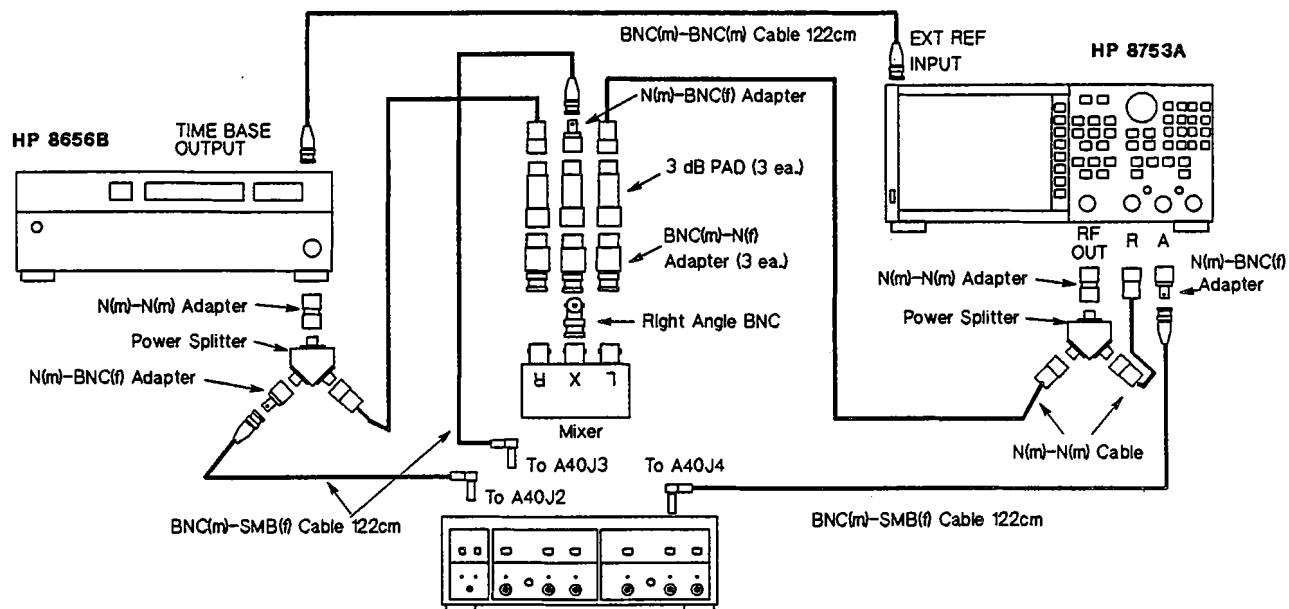 BNC(m)-BNC(m) Cable 122cm
EXT REF
INPUT
HP 8753A
N(m)-BNC(f) Adapter
HP 8656B
TIME BASE
OUTPUT
3 dB PAD (3 ea.)
BNC(m)-N(f)
Adapter (3 ea.)
RF
OUT
R
A
N(m)-N(m) Adapter
N(m)-BNC(f)
Adapter
N(m)-N(m) Adapter
Right Angle BNC
Power Splitter
Power Splitter
N(m)-BNC(f) Adapter
R
X
L
Mixer
N(m)-N(m) Cable
To A40J3
To A40J4
To A40J2
BNC(m)-SMB(f) Cable 122cm
BNC(m)-SMB(f) Cable 122cm